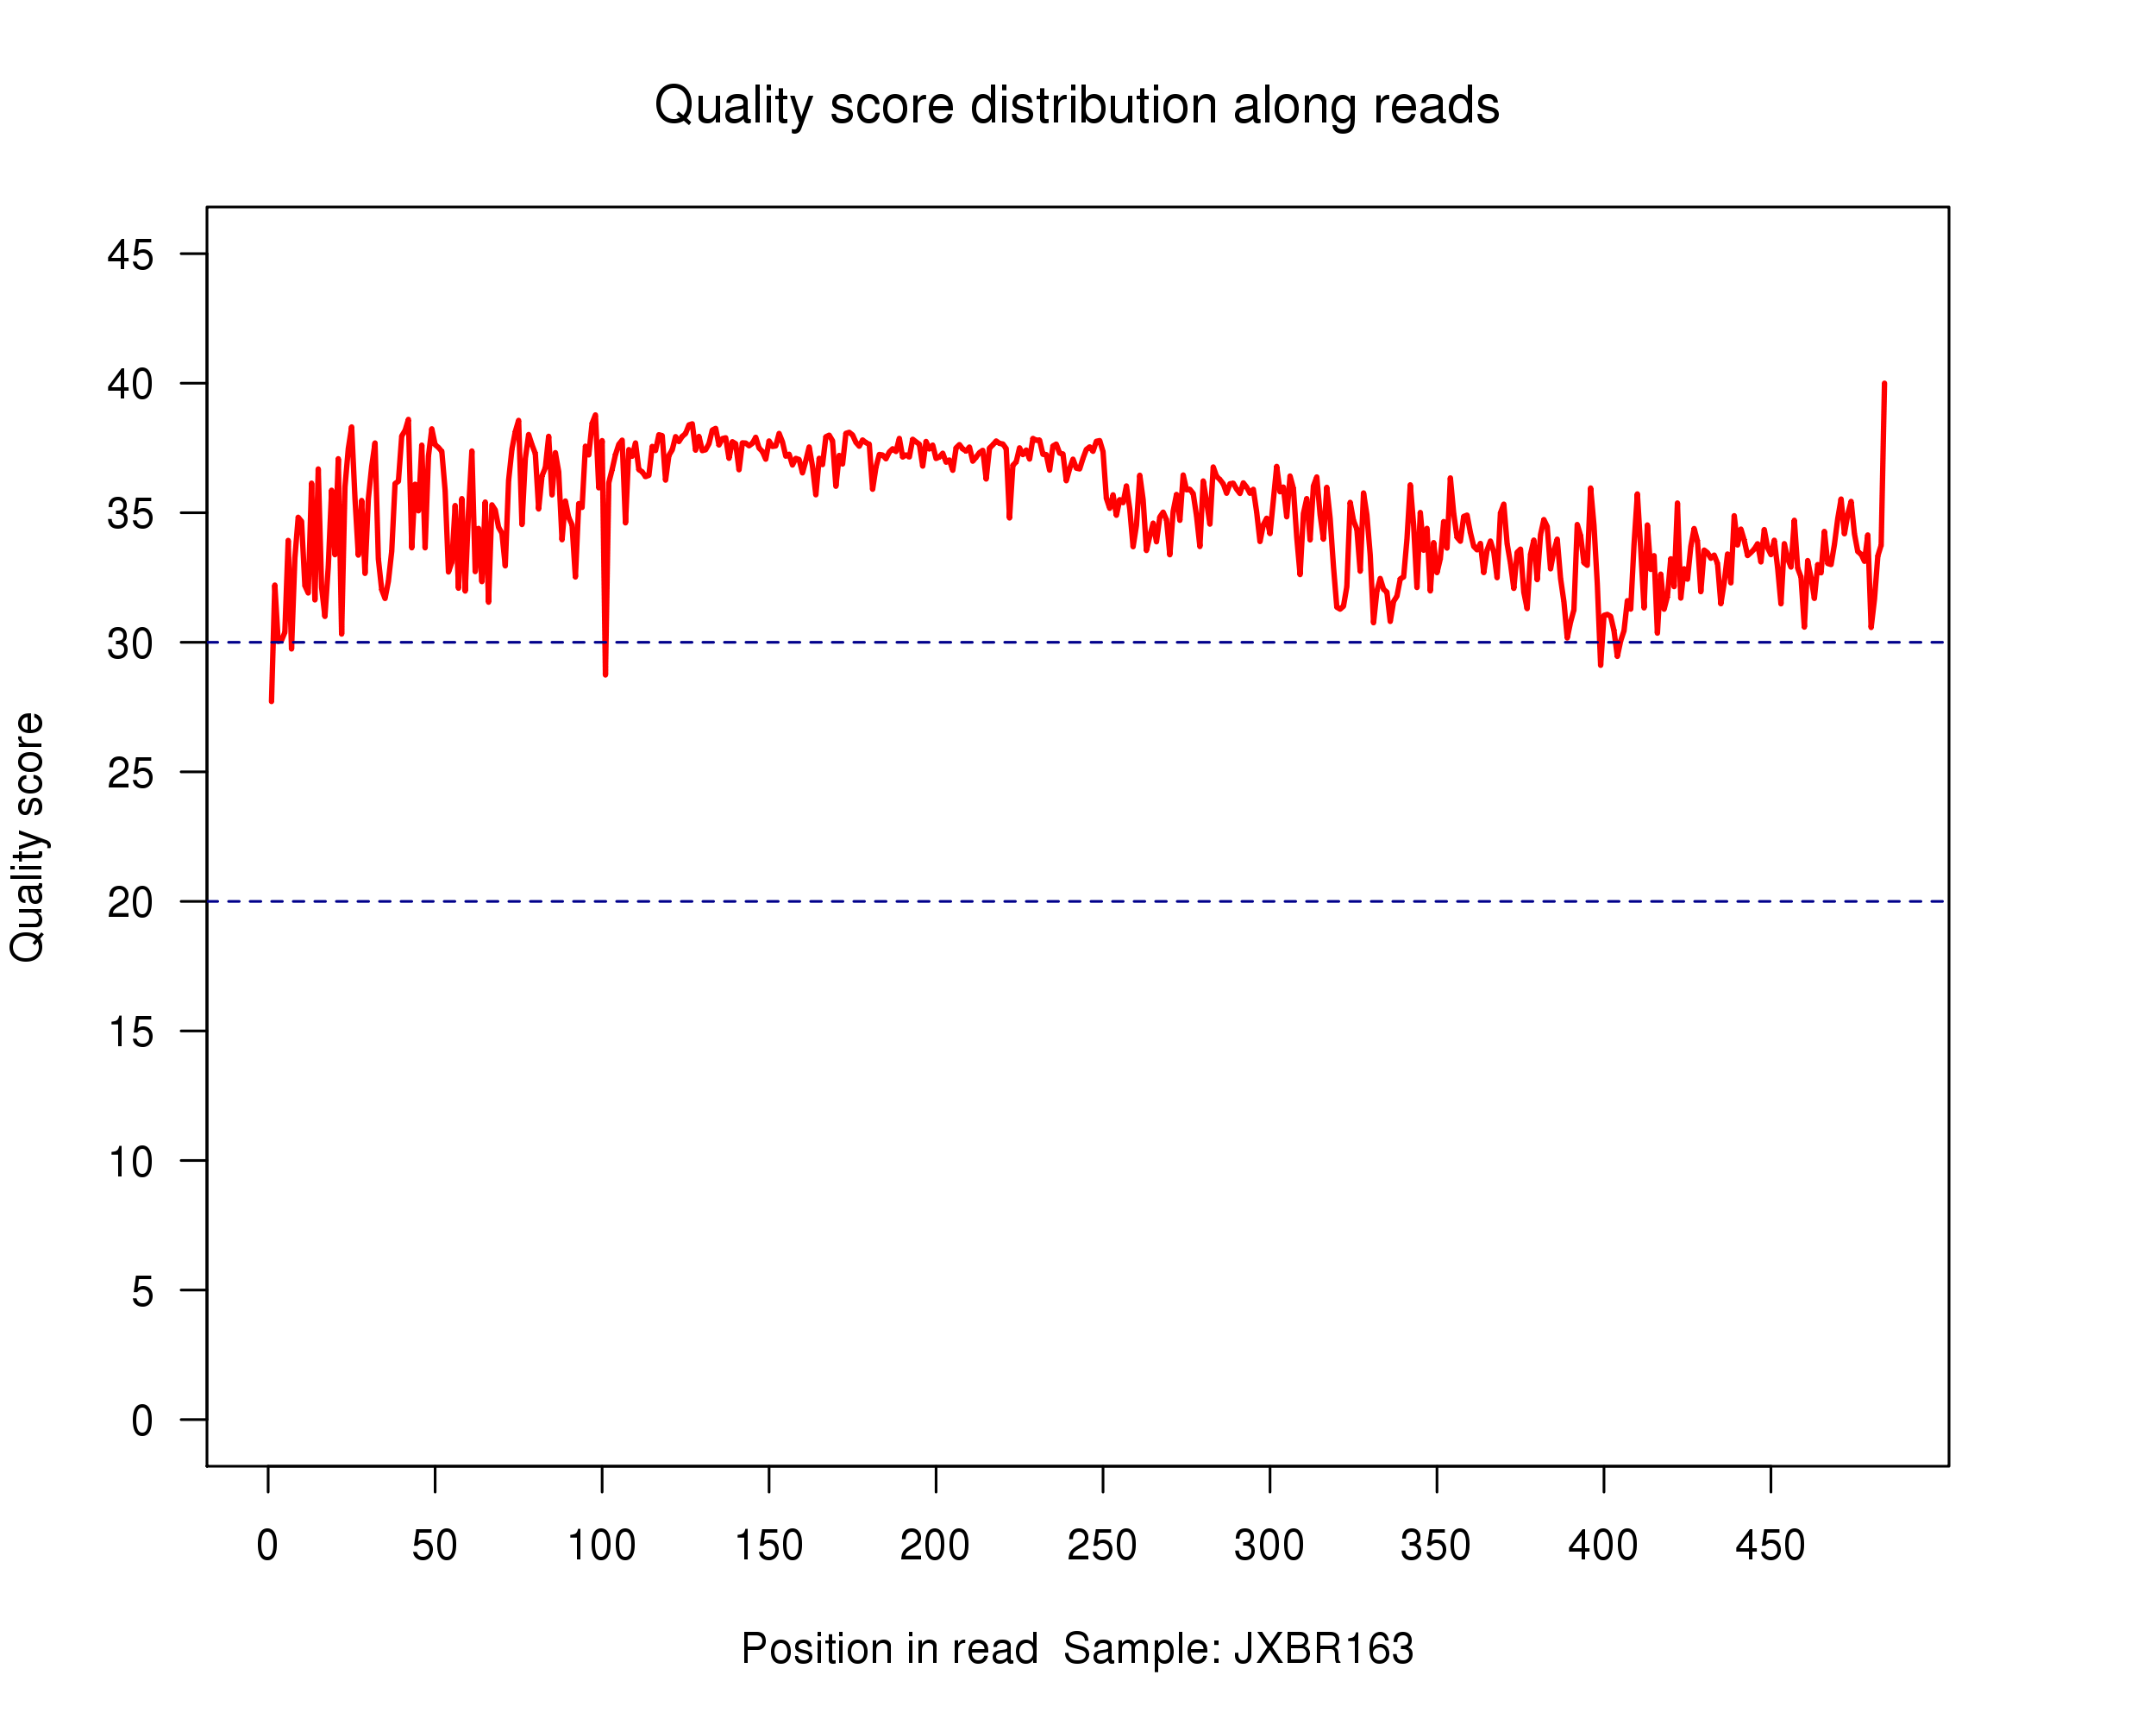 Quality score distribution along reads
45
40
35
30
25
20
15
10
5
0
Quality score
0 50 100 150 200 250 300 350 400 450
Position in read  Sample: JXBR163